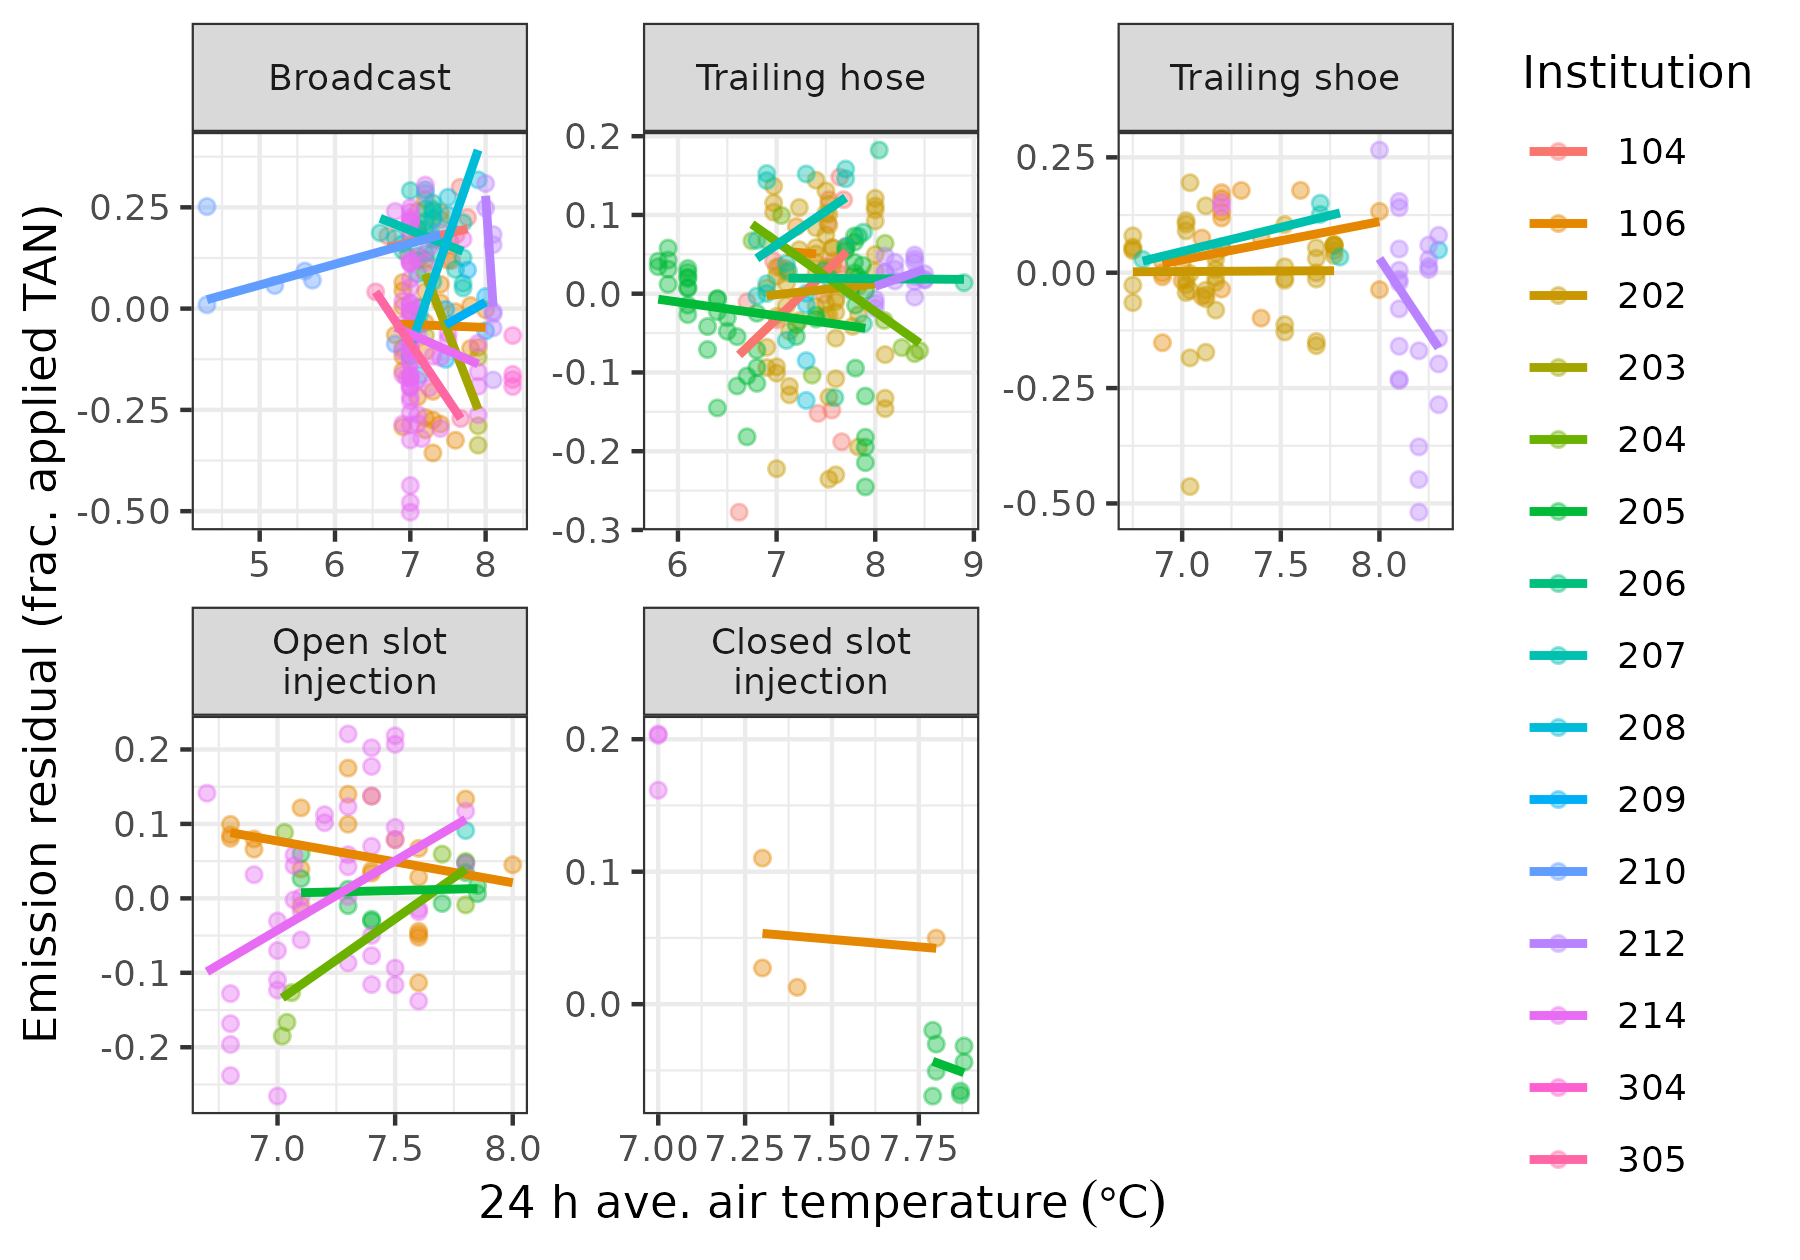 Broadcast
Trailing hose
Trailing shoe
Institution
104
106
202
203
204
205
206
207
208
209
210
212
214
304
305
Emission residual (frac. applied TAN)
0.25
0.00
-0.25
-0.50
5 6 7 8
0.2
0.1
0.0
-0.1
-0.2
-0.3
6 7 8 9
0.25
0.00
-0.25
-0.50
7.0 7.5 8.0
Open slot
injection
0.2
0.1
0.0
-0.1
-0.2
7.0 7.5 8.0
Closed slot
injection
0.2
0.1
0.0
7.00 7.25 7.50 7.75
24 h ave. air temperature (°C)